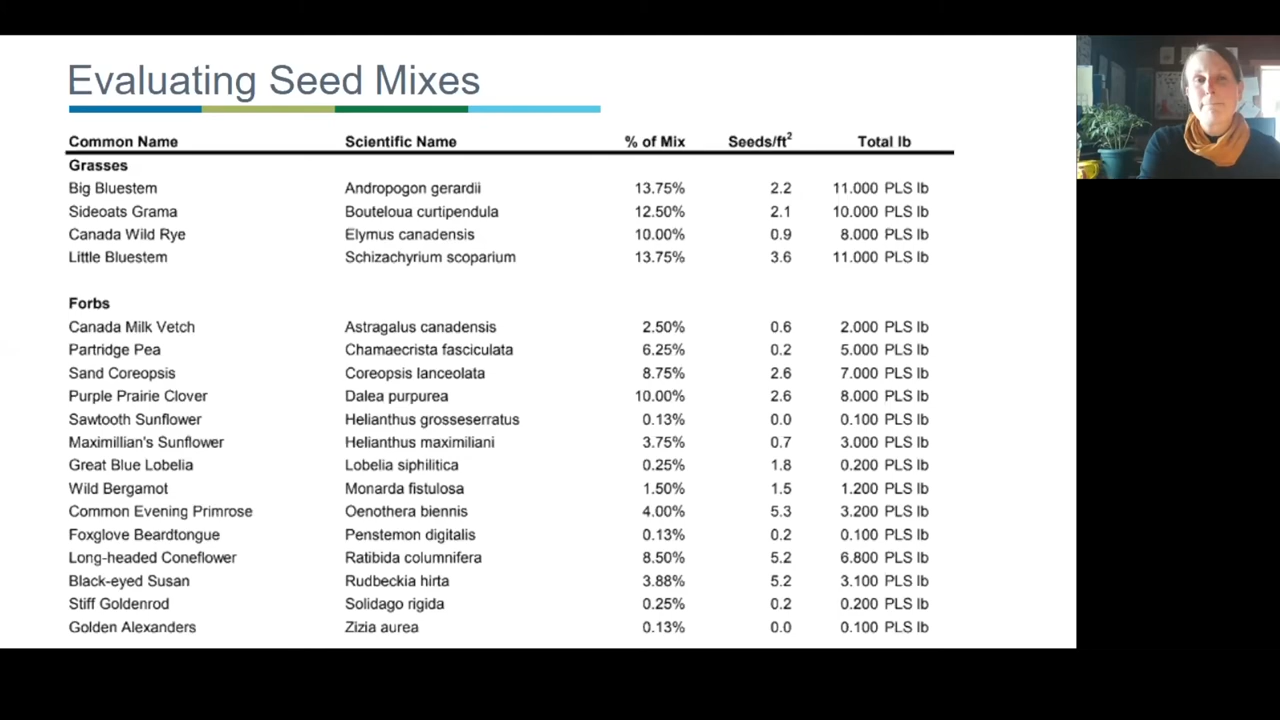 Evaluating Seed Mixes
Common Name Scientific Name % of Mix Seeds/ft² Total lb
Grasses
Big Bluestem Andropogon gerardii 13.75% 2.2 11.000 PLS lb
Sideoats Grama Bouteloua curtipendula 12.50% 2.1 10.000 PLS lb
Canada Wild Rye Elymus canadensis 10.00% 0.9 8.000 PLS lb
Little Bluestem Schizachyrium scoparium 13.75% 3.6 11.000 PLS lb
Forbs
Canada Milk Vetch Astragalus canadensis 2.50% 0.6 2.000 PLS lb
Partridge Pea Chamaecrista fasciculata 6.25% 0.2 5.000 PLS lb
Sand Coreopsis Coreopsis lanceolata 8.75% 2.6 7.000 PLS lb
Purple Prairie Clover Dalea purpurea 10.00% 2.6 8.000 PLS lb
Sawtooth Sunflower Helianthus grosseserratus 0.13% 0.0 0.100 PLS lb
Maximillian's Sunflower Helianthus maximiliani 3.75% 0.7 3.000 PLS lb
Great Blue Lobelia Lobelia siphilitica 0.25% 1.8 0.200 PLS lb
Wild Bergamot Monarda fistulosa 1.50% 1.5 1.200 PLS lb
Common Evening Primrose Oenothera biennis 4.00% 5.3 3.200 PLS lb
Foxglove Beardtongue Penstemon digitalis 0.13% 0.2 0.100 PLS lb
Long-headed Coneflower Ratibida columnifera 8.50% 5.2 6.800 PLS lb
Black-eyed Susan Rudbeckia hirta 3.88% 5.2 3.100 PLS lb
Stiff Goldenrod Solidago rigida 0.25% 0.2 0.200 PLS lb
Golden Alexanders Zizia aurea 0.13% 0.0 0.100 PLS lb